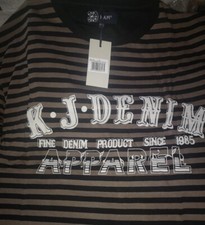 K·J·DENIM
FINE DENIM PRODUCT SINCE 1985
APPAREL